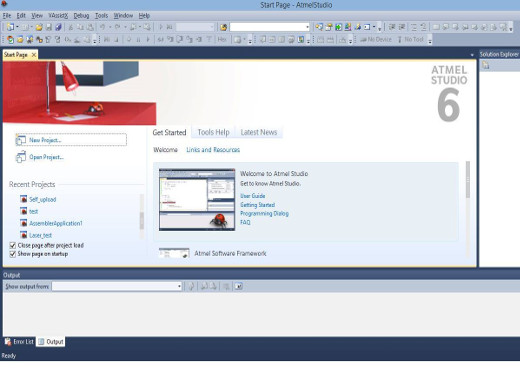 Start Page - AtmelStudio
File Edit View VAssistX Debug Tools Window Help
Hex
No Device No Tool
Start Page
Solution Explorer
ATMEL
STUDIO
6
New Project...
Open Project...
Recent Projects
Self_upload
test
AssemblerApplication1
Laser_test
Close page after project load
Show page on startup
Get Started Tools Help Latest News
Welcome Links and Resources
Welcome to Atmel Studio
Get to know Atmel Studio.
User Guide
Getting Started
Programming Dialog
FAQ
Atmel Software Framework
Output
Show output from:
Error List Output
Ready